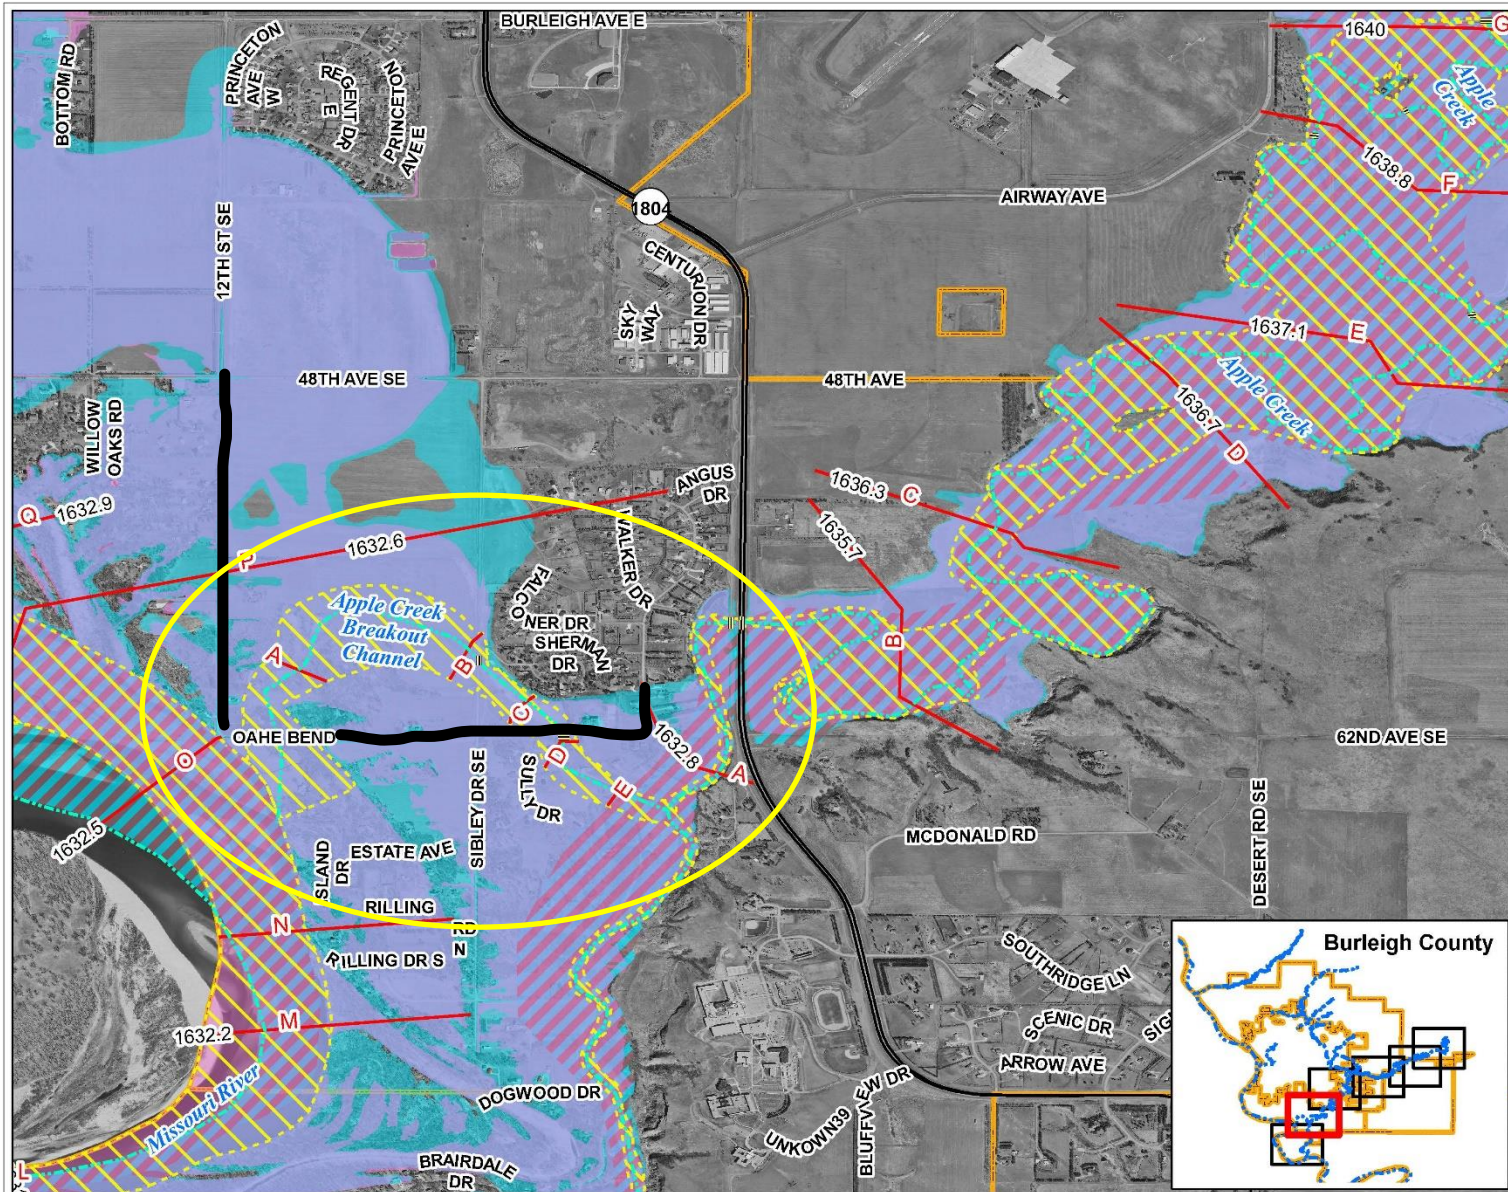 BURLEIGH AVE E
1640
G
BOTTOM RD
PRINCETON
AVE
W
REGENT DR
E
PRINCETON
AVE E
Apple
Creek
1638.8
F
AIRWAY AVE
1804
12TH ST SE
CENTURION DR
SKY
WAY
1637.1
E
48TH AVE SE
48TH AVE
Apple Creek
1636.7
D
WILLOW
OAKS RD
ANGUS
DR
1636.3
C
Q
1632.9
P
1632.6
WALKER DR
1635.7
B
FALCONER DR
SHERMAN
DR
Apple Creek
Breakout
Channel
A
B
C
D
E
OAHE BEND
1632.8
A
62ND AVE SE
O
1632.5
SIBLEY DR SE
SULLY DR
MCDONALD RD
DESERT RD SE
ISLAND
DR
ESTATE AVE
RILLING
RD
N
N
RILLING DR S
1632.2
M
SOUTHRIDGE LN
SCENIC DR
ARROW AVE
Missouri River
DOGWOOD DR
UNKOWN39
BLUFFVIEW DR
BRAIRDALE
DR
L
Burleigh County